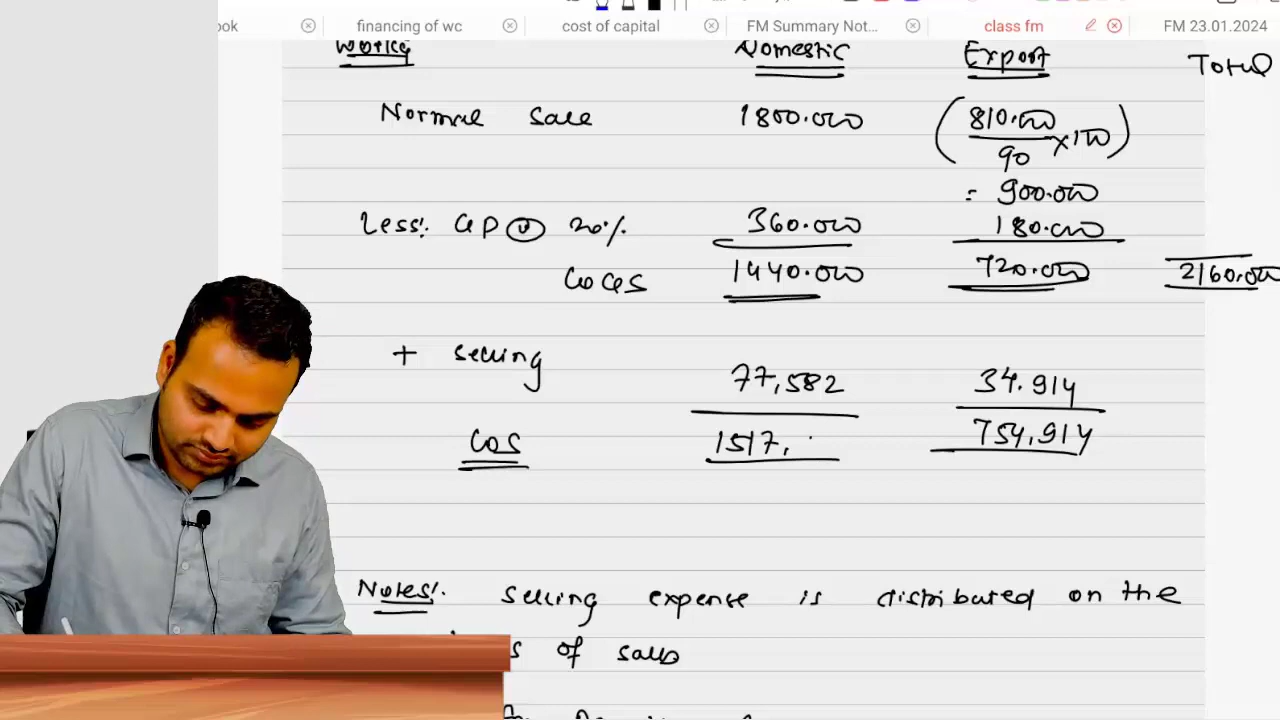 ook financing of wc cost of capital FM Summary Not... class fm FM 23.01.2024
Working Domestic Export Total
Normal Sale 1800.000 (810.000/90 ×100)
= 900.000
Less: GP @ 20% 360.000 180.000
COGS 1440.000 720.000 2160.000
+ Selling 77,582 34.914
COS 1517, 754,914
Notes: Selling expense is distributed on the
s of sales